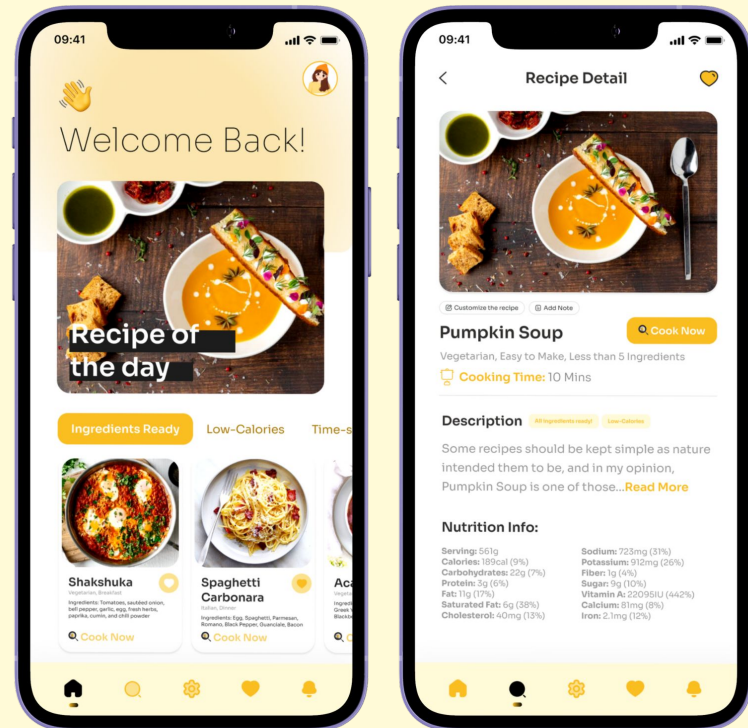 09:41
Welcome Back!
Recipe of
the day
Ingredients Ready
Low-Calories
Time-s
Shakshuka
Vegetarian, Breakfast
Ingredients: Tomatoes, sautéed onion,
bell pepper, garlic, egg, fresh herbs,
paprika, cumin, and chili powder
Cook Now
Spaghetti
Carbonara
Italian, Dinner
Ingredients: Egg, Spaghetti, Parmesan,
Romano, Black Pepper, Guanciale, Bacon
Cook Now
Aca
Vegeta
Ingredi
Greek Y
Blackbe
C
09:41
Recipe Detail
Customize the recipe
Add Note
Pumpkin Soup
Cook Now
Vegetarian, Easy to Make, Less than 5 Ingredients
Cooking Time: 10 Mins
Description
All ingredients ready!
Low-Calories
Some recipes should be kept simple as nature
intended them to be, and in my opinion,
Pumpkin Soup is one of those...Read More
Nutrition Info:
Serving: 561g
Calories: 189cal (9%)
Carbohydrates: 22g (7%)
Protein: 3g (6%)
Fat: 11g (17%)
Saturated Fat: 6g (38%)
Cholesterol: 40mg (13%)
Sodium: 723mg (31%)
Potassium: 912mg (26%)
Fiber: 1g (4%)
Sugar: 9g (10%)
Vitamin A: 22095IU (442%)
Calcium: 81mg (8%)
Iron: 2.1mg (12%)